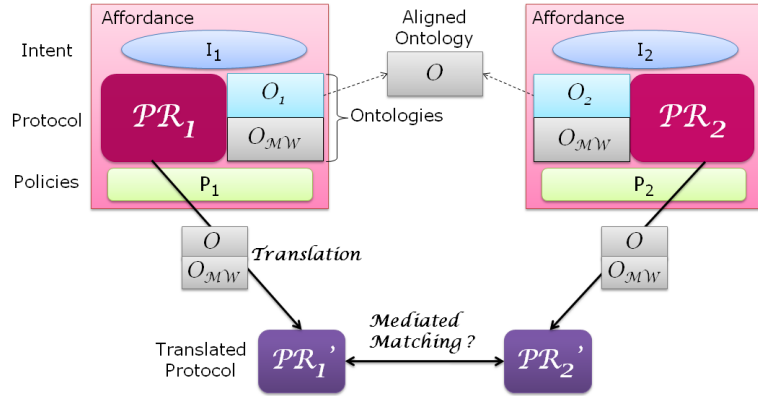 Affordance
Aligned
Ontology
Affordance
Intent
I1
O
I2
Protocol
PR1
O1
OMW
Ontologies
O2
OMW
PR2
Policies
P1
P2
O
OMW
Translation
O
OMW
Mediated
Matching?
Translated
Protocol
PR1'
PR2'